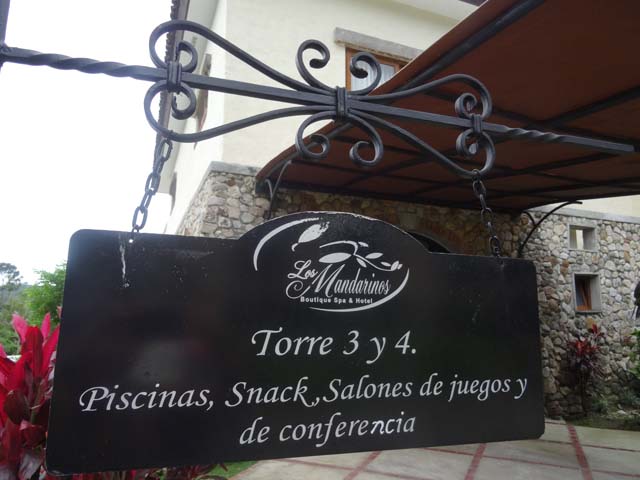 Los
Mandarinos
Boutique Spa & Hotel
Torre 3 y 4.
Piscinas, Snack, Salones de juegos y
de conferencia